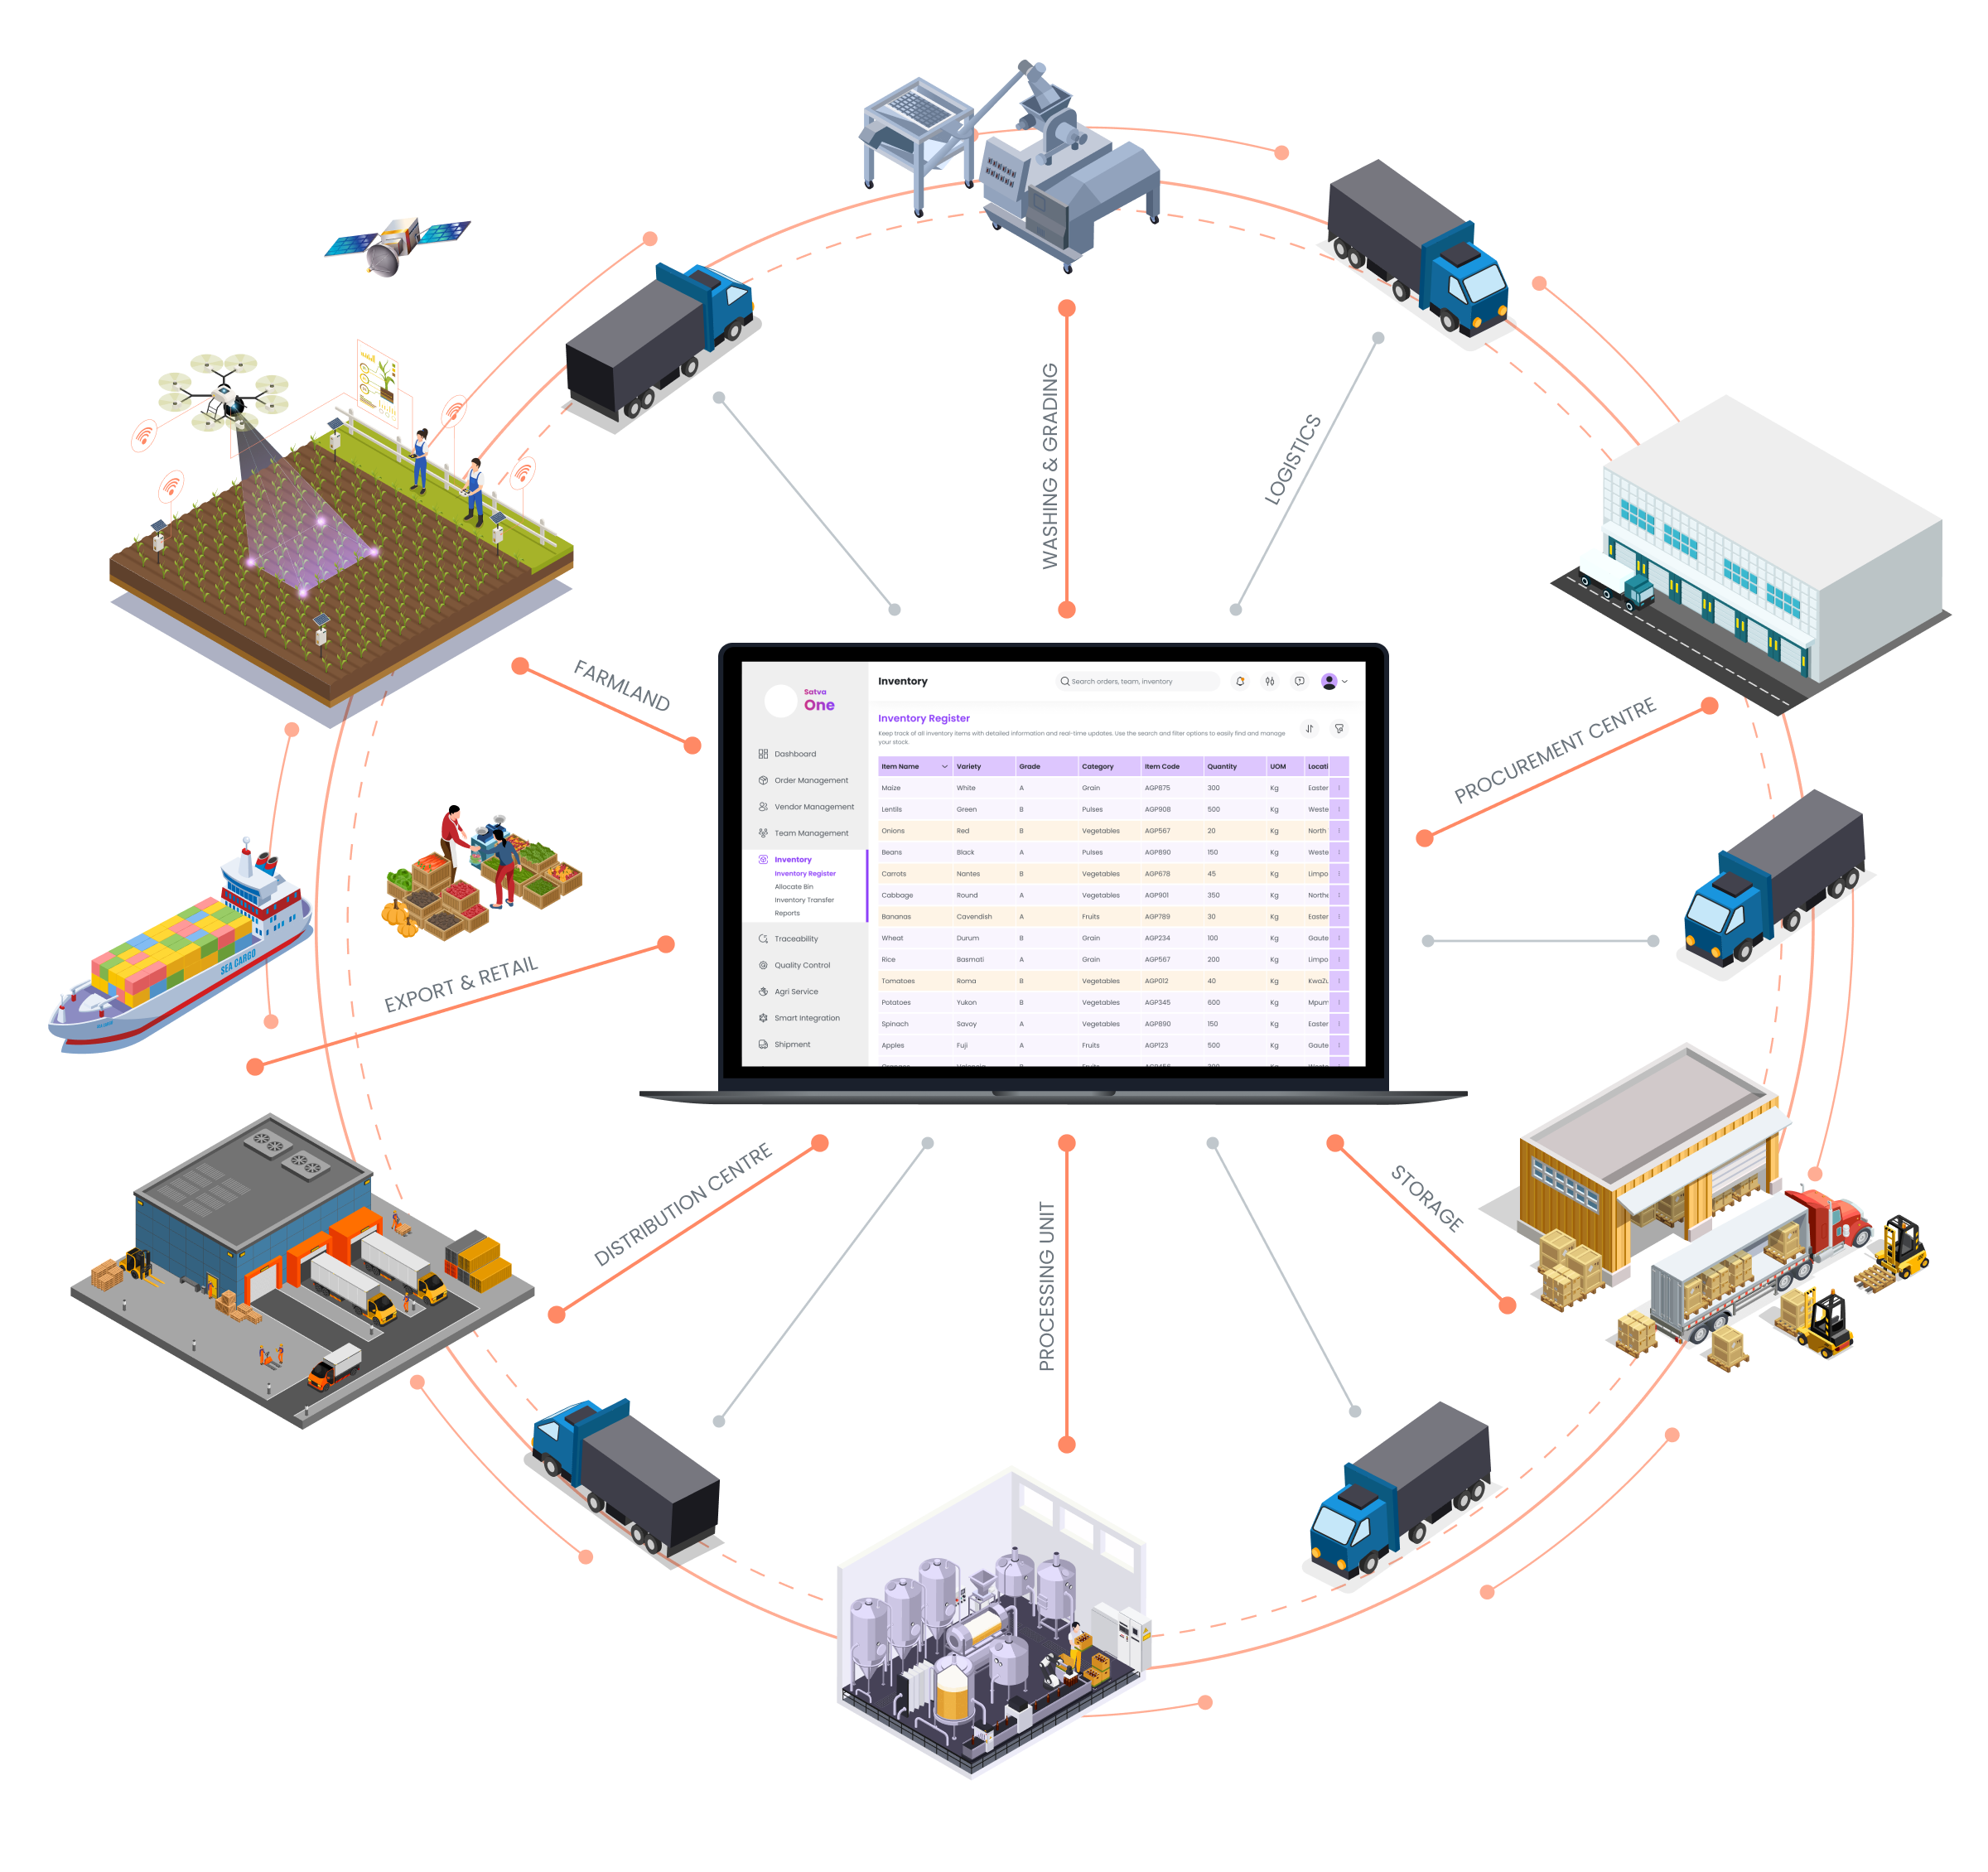 WASHING & GRADING
LOGISTICS
FARMLAND
PROCUREMENT CENTRE
EXPORT & RETAIL
SEA CARGO
DISTRIBUTION CENTRE
PROCESSING UNIT
STORAGE
Satva
One
Dashboard
Order Management
Vendor Management
Team Management
Inventory
Inventory Register
Allocate Bin
Inventory Transfer
Reports
Traceability
Quality Control
Agri Service
Smart Integration
Shipment
Inventory
Search orders, team, inventory
Inventory Register
Keep track of all inventory items with detailed information and real-time updates. Use the search and filter options to easily find and manage
your stock.
Item Name Variety Grade Category Item Code Quantity UOM Locati
Maize White A Grain AGP875 300 Kg Easter
Lentils Green B Pulses AGP908 500 Kg Weste
Onions Red B Vegetables AGP567 20 Kg North
Beans Black A Pulses AGP890 150 Kg Weste
Carrots Nantes B Vegetables AGP678 45 Kg Limpo
Cabbage Round A Vegetables AGP901 350 Kg Northe
Bananas Cavendish A Fruits AGP789 30 Kg Easter
Wheat Durum B Grain AGP234 100 Kg Gaute
Rice Basmati A Grain AGP567 200 Kg Limpo
Tomatoes Roma B Vegetables AGP012 40 Kg KwaZu
Potatoes Yukon B Vegetables AGP345 600 Kg Mpum
Spinach Savoy A Vegetables AGP890 150 Kg Easter
Apples Fuji A Fruits AGP123 500 Kg Gaute